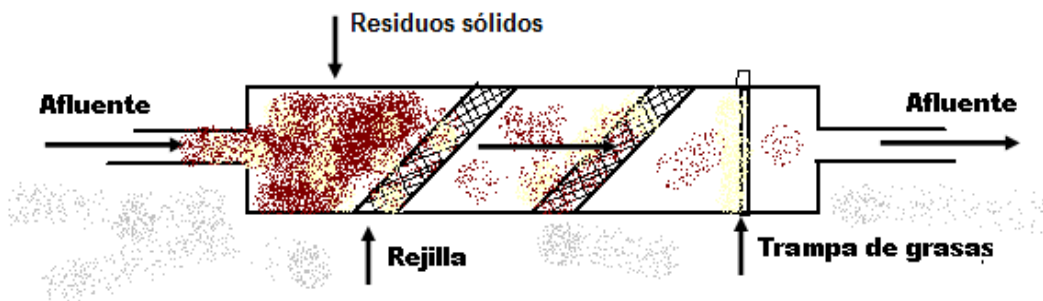 Residuos sólidos
Afluente
Afluente
Rejilla
Trampa de grasas